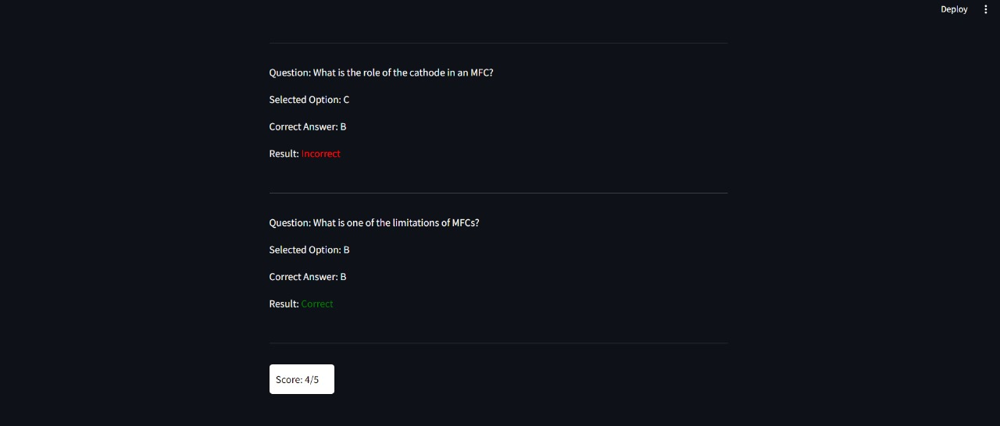 Deploy
Question: What is the role of the cathode in an MFC?
Selected Option: C
Correct Answer: B
Result: Incorrect
Question: What is one of the limitations of MFCs?
Selected Option: B
Correct Answer: B
Result: Correct
Score: 4/5